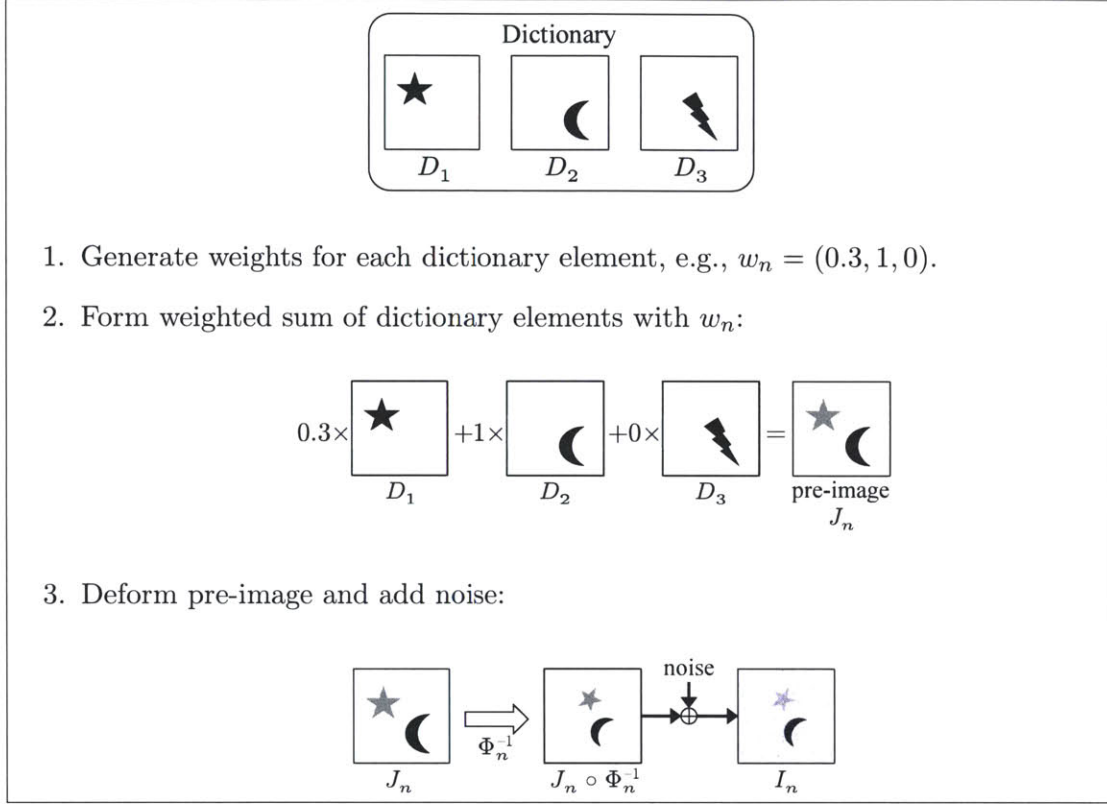 Dictionary
D₁ D₂ D₃
1. Generate weights for each dictionary element, e.g., wₙ = (0.3, 1, 0).
2. Form weighted sum of dictionary elements with wₙ:
0.3× +1× +0× =
D₁ D₂ D₃ pre-image
Jₙ
3. Deform pre-image and add noise:
noise
Φₙ⁻¹
Jₙ Jₙ ∘ Φₙ⁻¹ Iₙ